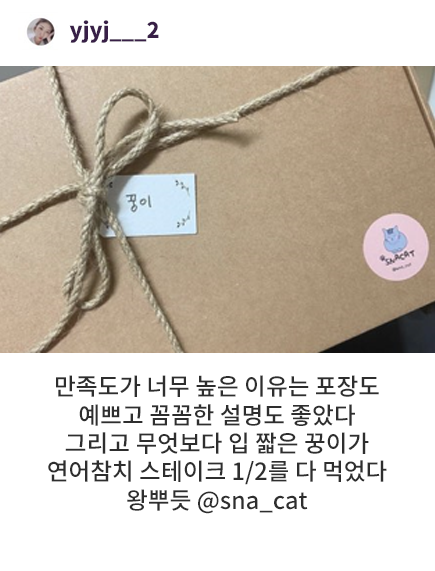 yjyj___2
꿍이
@SNACAT
@sna_cat
만족도가 너무 높은 이유는 포장도
예쁘고 꼼꼼한 설명도 좋았다
그리고 무엇보다 입 짧은 꿍이가
연어참치 스테이크 1/2를 다 먹었다
왕뿌듯 @sna_cat